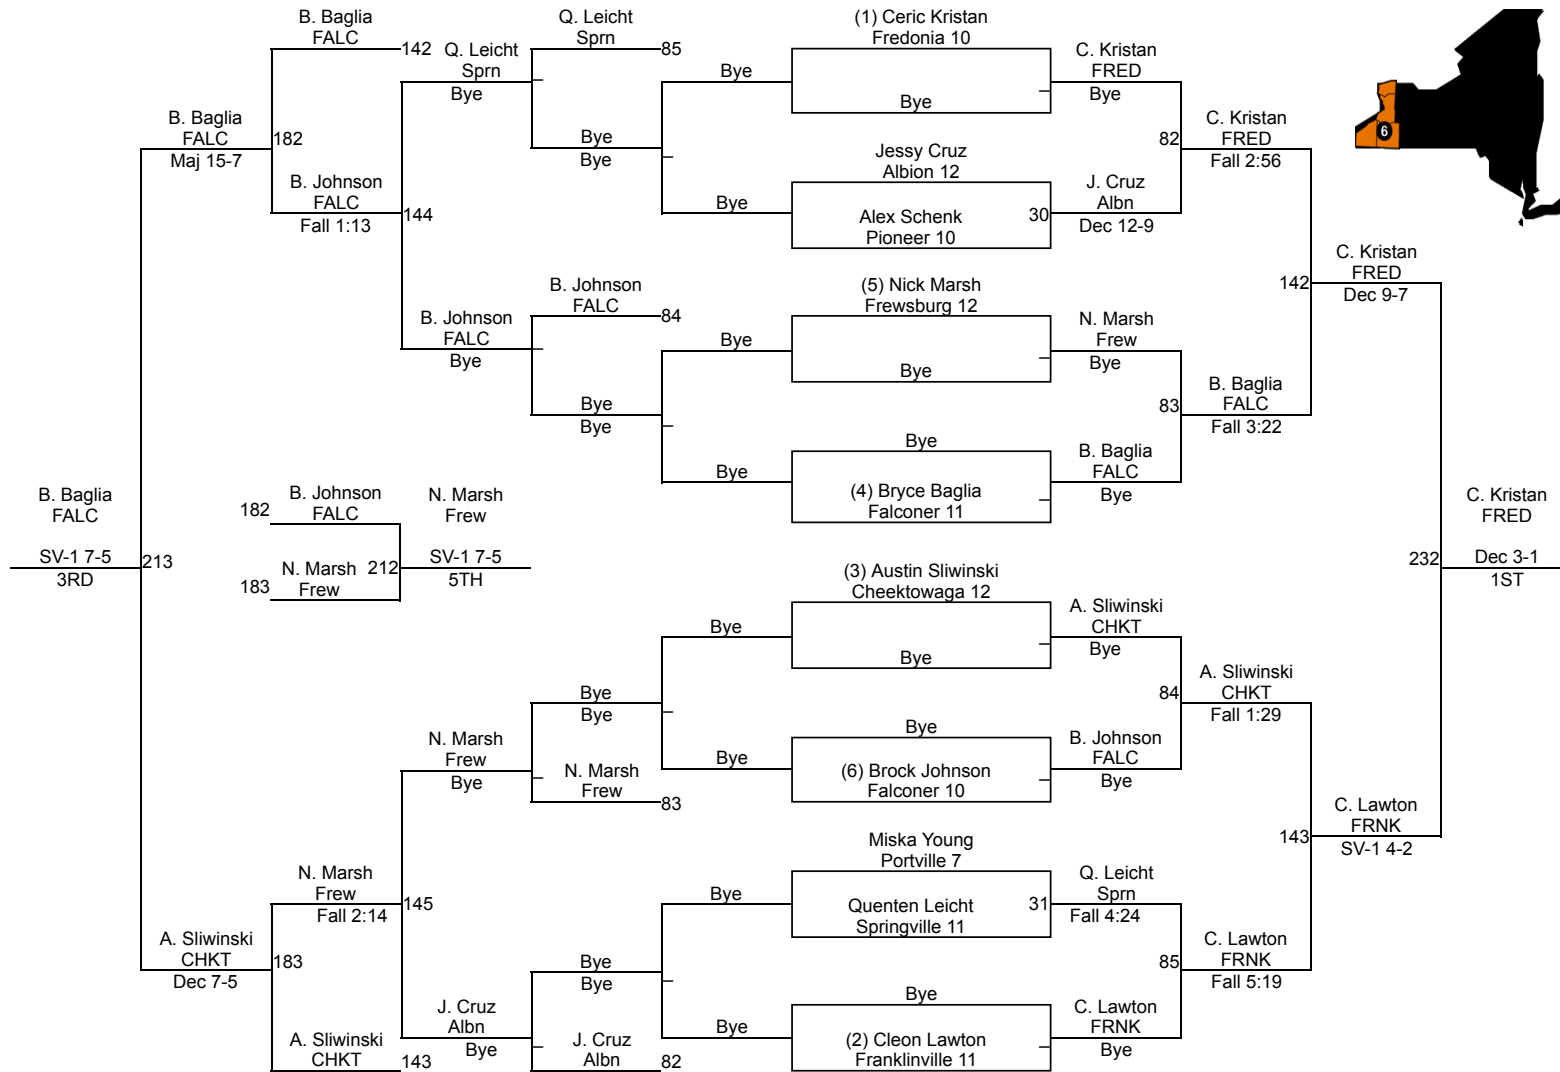 B. Baglia
FALC
142
Q. Leicht
Sprn
Bye
Q. Leicht
Sprn
85
Bye
Bye
B. Baglia
FALC
Maj 15-7
182
B. Johnson
FALC
Fall 1:13
144
B. Johnson
FALC
Bye
B. Johnson
FALC
84
Bye
Bye
Bye
Bye
Bye
Bye
(1) Ceric Kristan
Fredonia 10
Bye
Jessy Cruz
Albion 12
Alex Schenk
Pioneer 10
30
(5) Nick Marsh
Frewsburg 12
Bye
Bye
(4) Bryce Baglia
Falconer 11
C. Kristan
FRED
Bye
82
J. Cruz
Albn
Dec 12-9
N. Marsh
Frew
Bye
83
B. Baglia
FALC
Bye
C. Kristan
FRED
Fall 2:56
142
B. Baglia
FALC
Fall 3:22
C. Kristan
FRED
Dec 9-7
6
B. Baglia
FALC
SV-1 7-5
3RD
213
182
B. Johnson
FALC
183
N. Marsh
Frew
212
N. Marsh
Frew
SV-1 7-5
5TH
232
C. Kristan
FRED
Dec 3-1
1ST
A. Sliwinski
CHKT
Dec 7-5
183
N. Marsh
Frew
Fall 2:14
145
A. Sliwinski
CHKT
143
N. Marsh
Frew
Bye
Bye
Bye
N. Marsh
Frew
83
J. Cruz
Albn
Bye
Bye
Bye
J. Cruz
Albn
82
Bye
Bye
Bye
Bye
(3) Austin Sliwinski
Cheektowaga 12
Bye
Bye
(6) Brock Johnson
Falconer 10
Miska Young
Portville 7
Quenten Leicht
Springville 11
31
Bye
(2) Cleon Lawton
Franklinville 11
A. Sliwinski
CHKT
Bye
84
B. Johnson
FALC
Bye
Q. Leicht
Sprn
Fall 4:24
85
C. Lawton
FRNK
Bye
A. Sliwinski
CHKT
Fall 1:29
143
C. Lawton
FRNK
Fall 5:19
C. Lawton
FRNK
SV-1 4-2